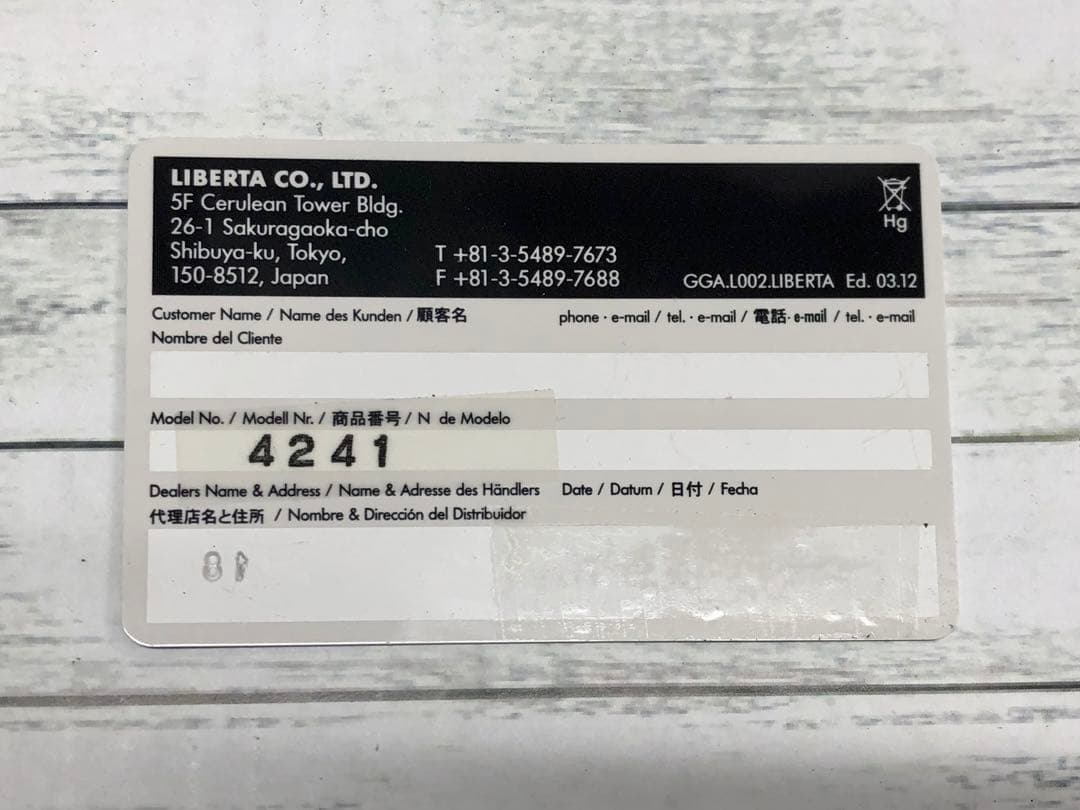 LIBERTA CO., LTD.
5F Cerulean Tower Bldg.
26-1 Sakuragaoka-cho
Shibuya-ku, Tokyo, T +81-3-5489-7673
150-8512, Japan F +81-3-5489-7688 GGA.L002.LIBERTA Ed. 03.12
Hg
Customer Name / Name des Kunden / 顧客名 phone · e-mail / tel. · e-mail / 電話· e-mail / tel. · e-mail
Nombre del Cliente
Model No. / Modell Nr. / 商品番号 / N de Modelo
4241
Dealers Name & Address / Name & Adresse des Händlers Date / Datum / 日付 / Fecha
代理店名と住所 / Nombre & Dirección del Distribuidor